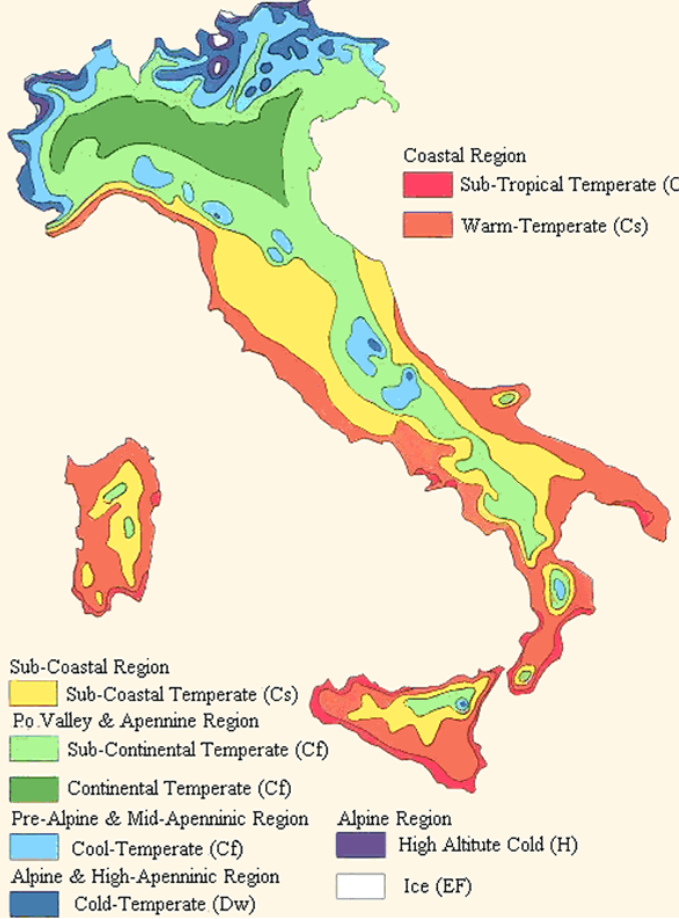 Coastal Region
Sub-Tropical Temperate (C
Warm-Temperate (Cs)
Sub-Coastal Region
Sub-Coastal Temperate (Cs)
Po.Valley & Apennine Region
Sub-Continental Temperate (Cf)
Continental Temperate (Cf)
Pre-Alpine & Mid-Apenninic Region
Cool-Temperate (Cf)
Alpine & High-Apenninic Region
Cold-Temperate (Dw)
Alpine Region
High Altitute Cold (H)
Ice (EF)